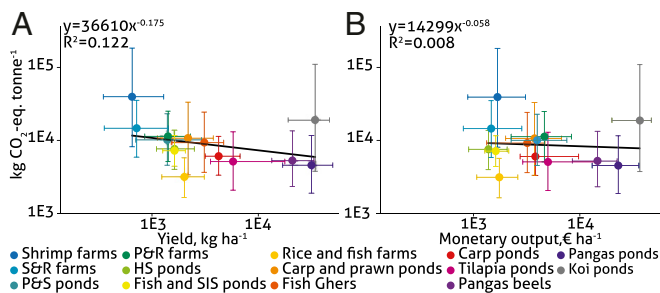 A
y=36610x^-0.175
R²=0.122
B
y=14299x^-0.058
R²=0.008
kg CO₂-eq. tonne⁻¹
1E5
1E4
1E3
1E3
1E4
Yield, kg ha⁻¹
1E5
1E4
1E3
1E3
1E4
Monetary output,€ ha⁻¹
Shrimp farms
P&R farms
Rice and fish farms
Carp ponds
Pangas ponds
S&R farms
HS ponds
Carp and prawn ponds
Tilapia ponds
Koi ponds
P&S ponds
Fish and SIS ponds
Fish Ghers
Pangas beels